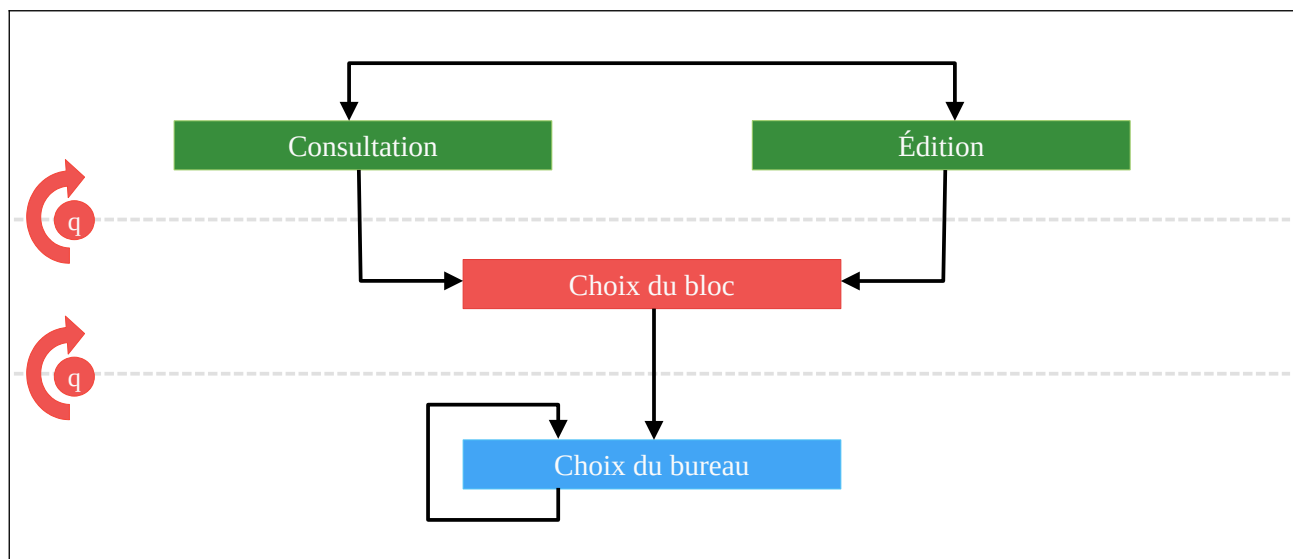 Consultation
Édition
q
Choix du bloc
q
Choix du bureau